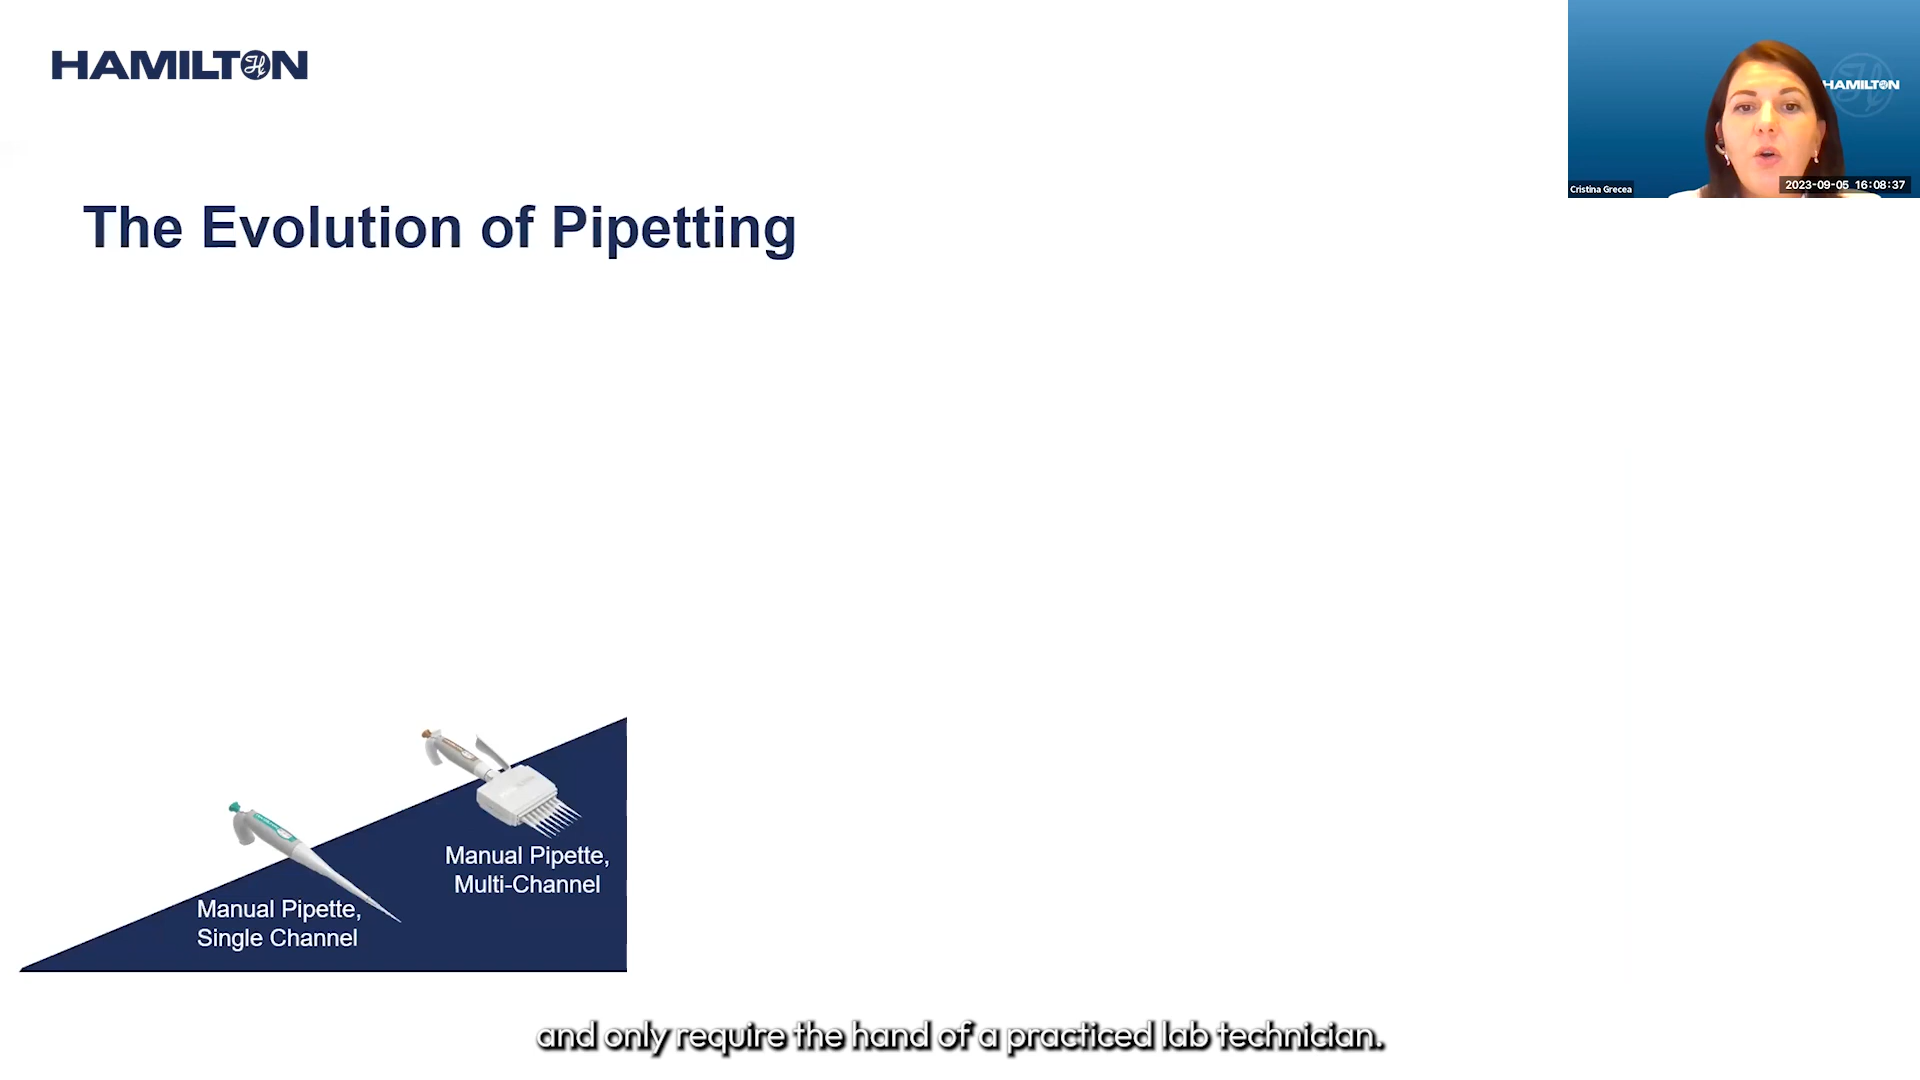 HAMILTON
HAMILTON
Cristina Grecea
2023-09-05 16:08:37
The Evolution of Pipetting
Manual Pipette,
Multi-Channel
Manual Pipette,
Single Channel
and only require the hand of a practiced lab technician.